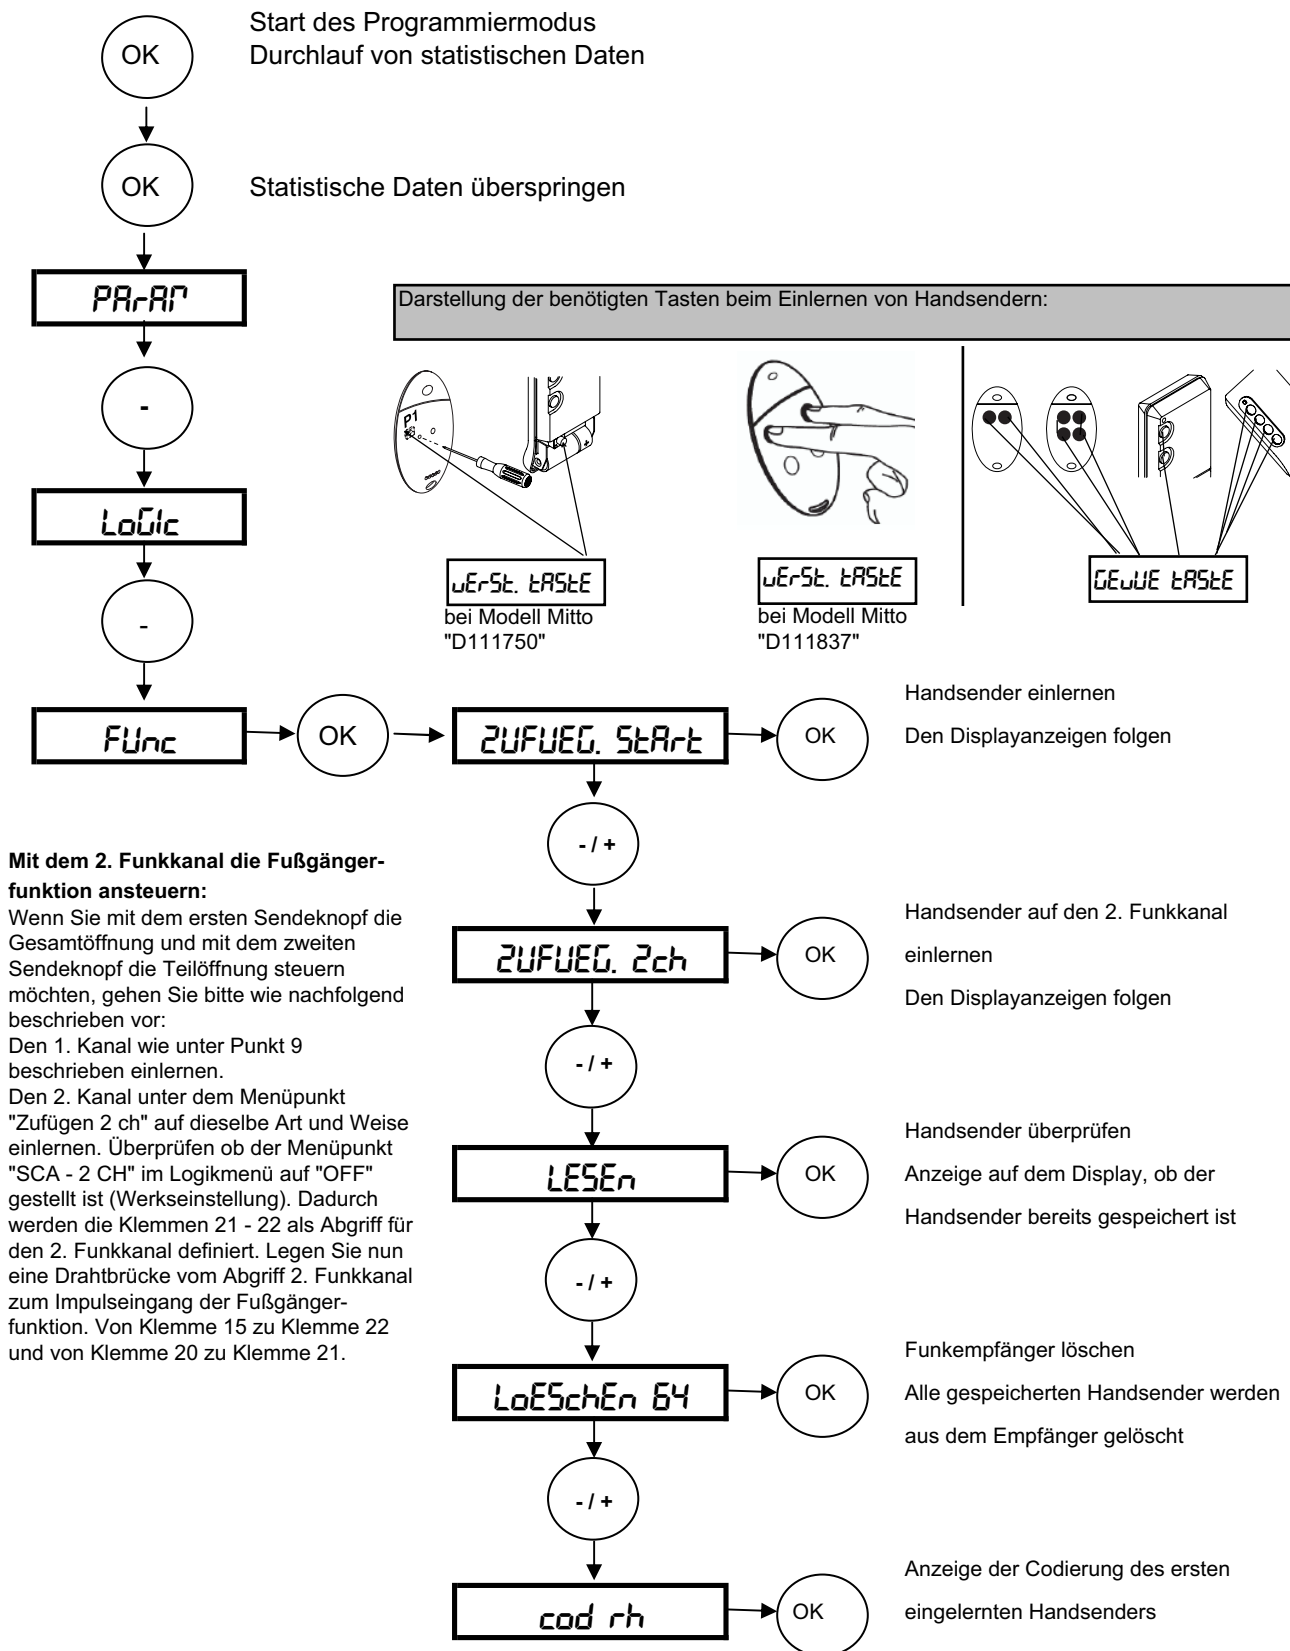 OK
Start des Programmiermodus
Durchlauf von statistischen Daten
OK
Statistische Daten überspringen
PArAM
-
LoGIc
-
FUnc
OK
Darstellung der benötigten Tasten beim Einlernen von Handsendern:
P1
+
vErSt. tAStE
bei Modell Mitto
"D111750"
vErSt. tAStE
bei Modell Mitto
"D111837"
GEwUE tAStE
ZUFUEG. StArt
OK
Handsender einlernen
Den Displayanzeigen folgen
- / +
Mit dem 2. Funkkanal die Fußgänger-
funktion ansteuern:
Wenn Sie mit dem ersten Sendeknopf die
Gesamtöffnung und mit dem zweiten
Sendeknopf die Teilöffnung steuern
möchten, gehen Sie bitte wie nachfolgend
beschrieben vor:
Den 1. Kanal wie unter Punkt 9
beschrieben einlernen.
Den 2. Kanal unter dem Menüpunkt
"Zufügen 2 ch" auf dieselbe Art und Weise
einlernen. Überprüfen ob der Menüpunkt
"SCA - 2 CH" im Logikmenü auf "OFF"
gestellt ist (Werkseinstellung). Dadurch
werden die Klemmen 21 - 22 als Abgriff für
den 2. Funkkanal definiert. Legen Sie nun
eine Drahtbrücke vom Abgriff 2. Funkkanal
zum Impulseingang der Fußgänger-
funktion. Von Klemme 15 zu Klemme 22
und von Klemme 20 zu Klemme 21.
ZUFUEG. 2ch
OK
Handsender auf den 2. Funkkanal
einlernen
Den Displayanzeigen folgen
- / +
LESEn
OK
Handsender überprüfen
Anzeige auf dem Display, ob der
Handsender bereits gespeichert ist
- / +
LoESchEn 64
OK
Funkempfänger löschen
Alle gespeicherten Handsender werden
aus dem Empfänger gelöscht
- / +
cod rh
OK
Anzeige der Codierung des ersten
eingelernten Handsenders